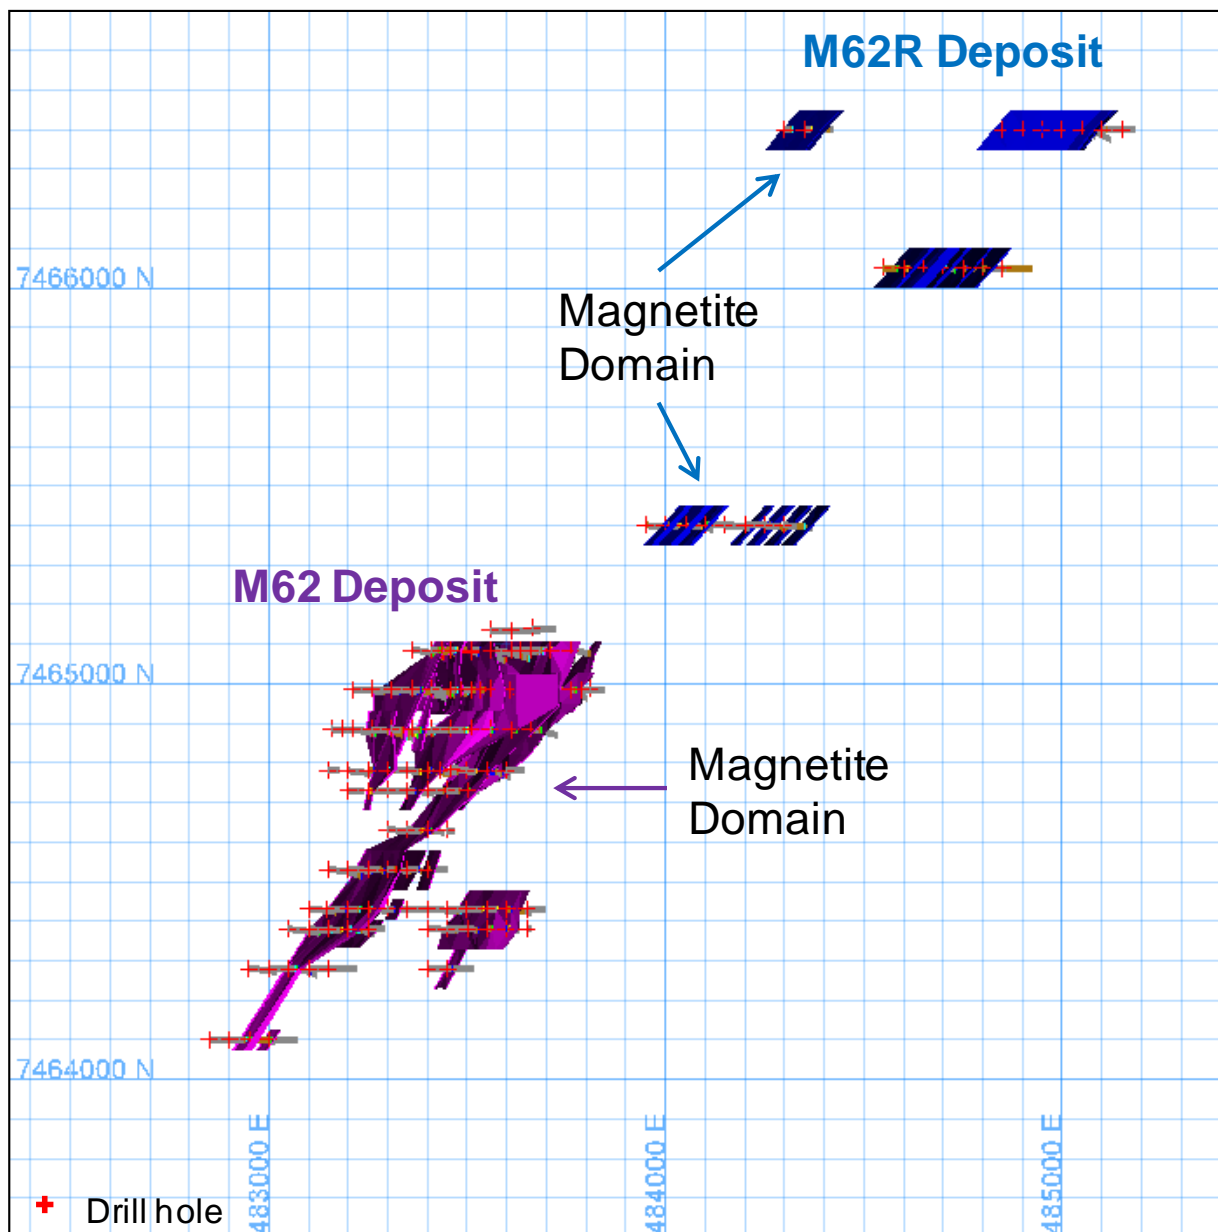 M62R Deposit
7466000 N
Magnetite
Domain
M62 Deposit
7465000 N
Magnetite
Domain
7464000 N
483000 E
484000 E
485000 E
Drill hole